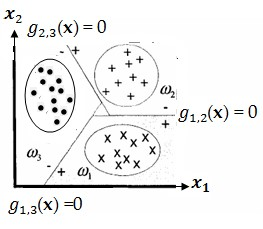 x₂
g₂,₃(x) = 0
- +
ω₂
-
g₁,₂(x) = 0
+
ω₃
- +
ω₁
x₁
g₁,₃(x) =0